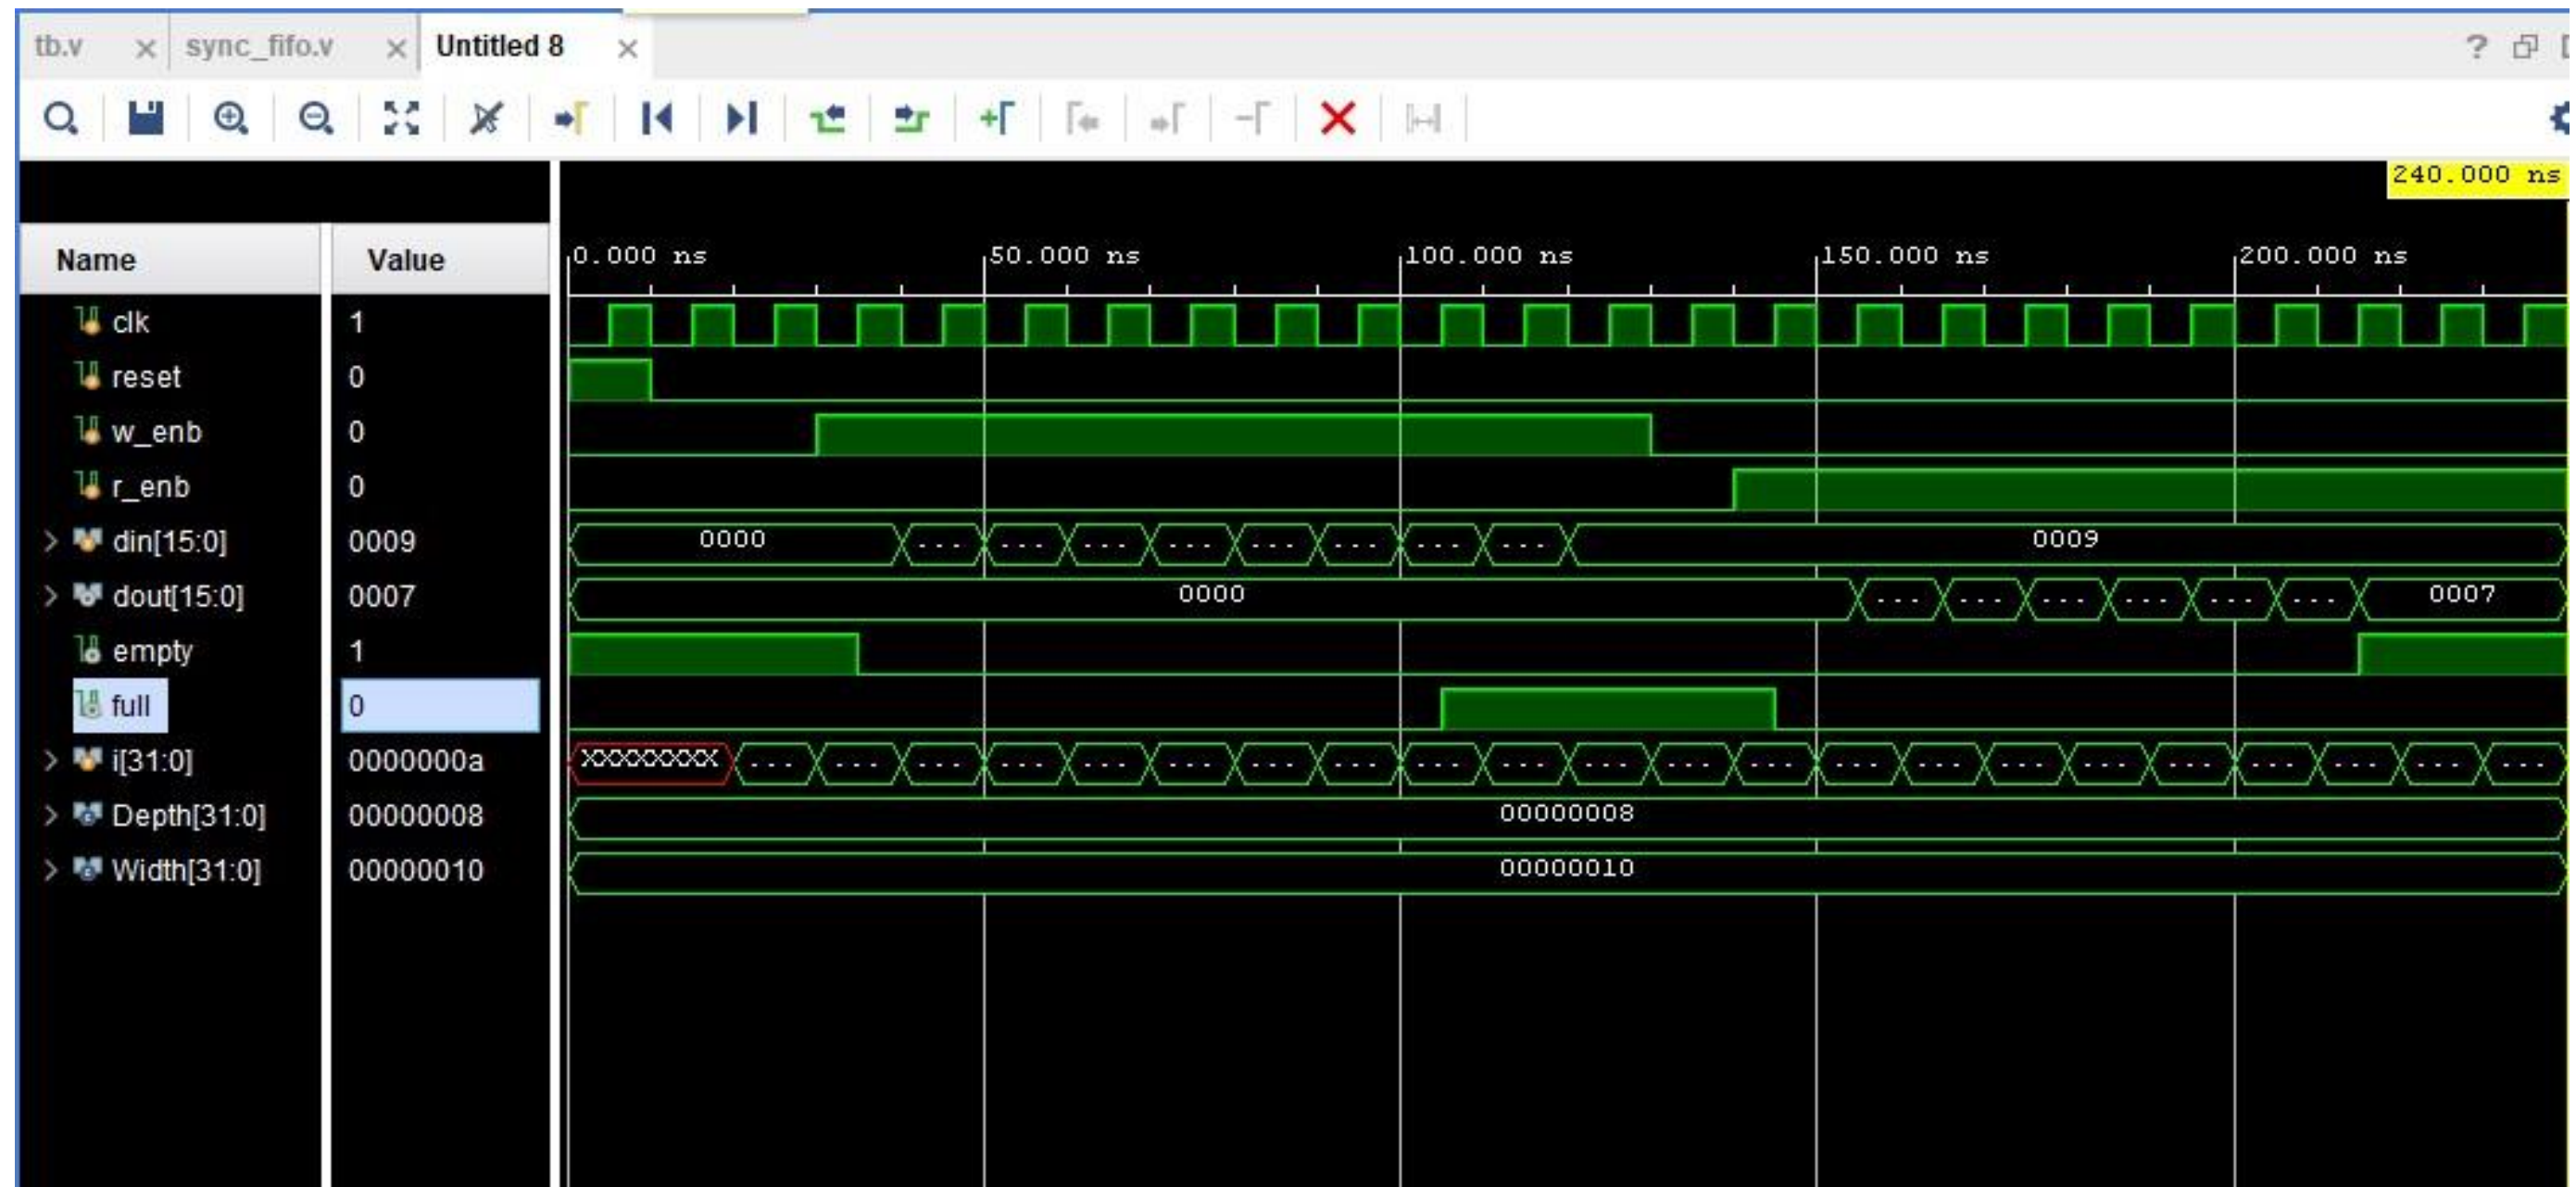 tb.v × sync_fifo.v × Untitled 8 × ?
240.000 ns
Name Value 0.000 ns 50.000 ns 100.000 ns 150.000 ns 200.000 ns
clk 1
reset 0
w_enb 0
r_enb 0
> din[15:0] 0009 0000 ... ... ... ... ... ... ... ... 0009
> dout[15:0] 0007 0000 ... ... ... ... ... ... 0007
empty 1
full 0
> i[31:0] 0000000a XXXXXXXX ... ... ... ... ... ... ... ... ... ... ... ... ... ... ... ... ... ... ... ... ... ...
> Depth[31:0] 00000008 00000008
> Width[31:0] 00000010 00000010